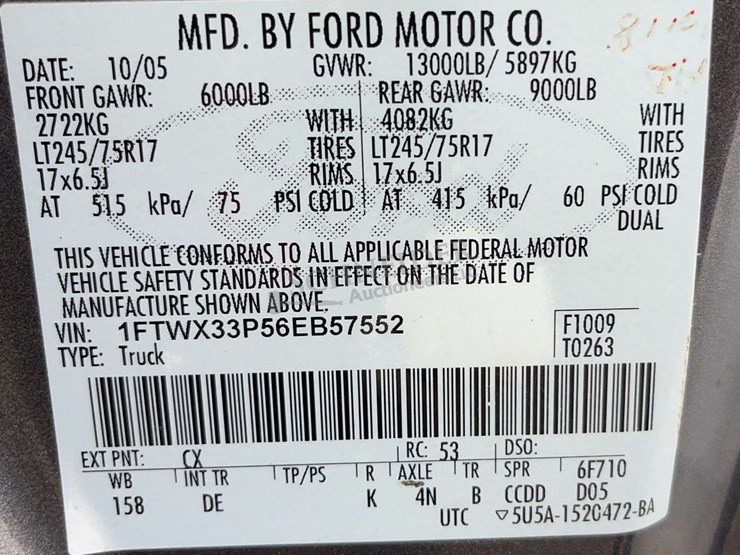 MFD. BY FORD MOTOR CO.
DATE: 10/05 GVWR: 13000LB/ 5897KG
FRONT GAWR: 6000LB REAR GAWR: 9000LB
2722KG WITH 4082KG WITH
LT245/75R17 TIRES LT245/75R17 TIRES
17x6.5J RIMS 17x6.5J RIMS
AT 515 kPa/ 75 PSI COLD AT 415 kPa/ 60 PSI COLD
DUAL
THIS VEHICLE CONFORMS TO ALL APPLICABLE FEDERAL MOTOR
VEHICLE SAFETY STANDARDS IN EFFECT ON THE DATE OF
MANUFACTURE SHOWN ABOVE.
VIN: 1FTWX33P56EB57552 F1009
TYPE: Truck T0263
EXT PNT: CX RC: 53 DSO:
WB INT TR TP/PS R AXLE TR SPR 6F710
158 DE K 4N B CCDD D05
UTC ▽5U5A-1520472-BA